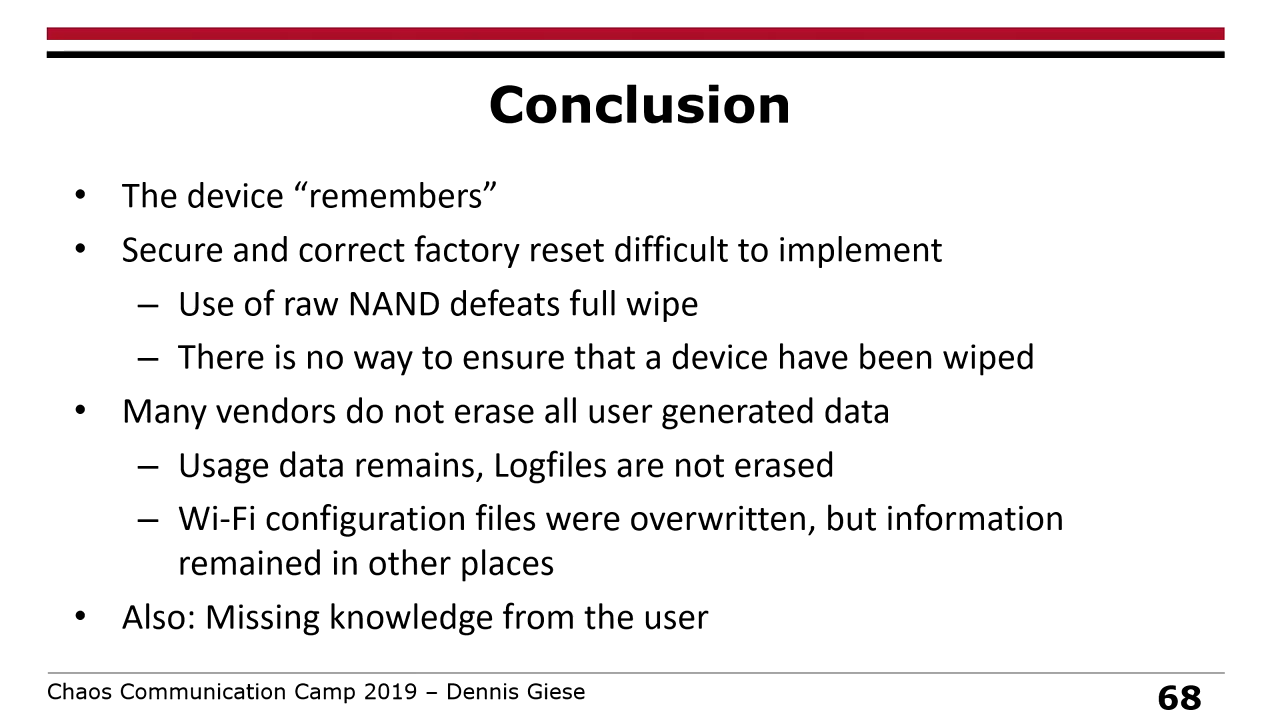 Conclusion
• The device “remembers”
• Secure and correct factory reset difficult to implement
– Use of raw NAND defeats full wipe
– There is no way to ensure that a device have been wiped
• Many vendors do not erase all user generated data
– Usage data remains, Logfiles are not erased
– Wi-Fi configuration files were overwritten, but information
remained in other places
• Also: Missing knowledge from the user
Chaos Communication Camp 2019 – Dennis Giese
68